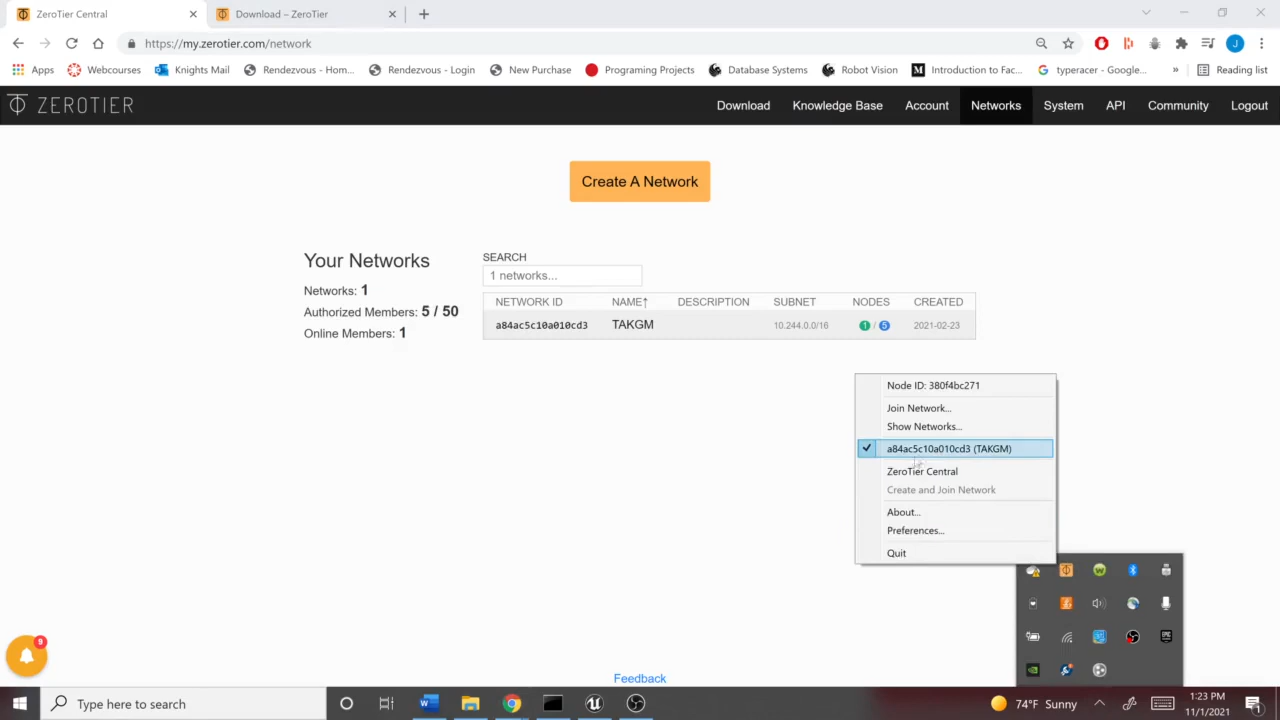 ZeroTier Central
Download – ZeroTier
https://my.zerotier.com/network
J
Apps
Webcourses
Knights Mail
Rendezvous - Hom...
Rendezvous - Login
New Purchase
Programing Projects
Database Systems
Robot Vision
M
Introduction to Fac...
G
typeracer - Google...
»
Reading list
ZEROTIER
Download
Knowledge Base
Account
Networks
System
API
Community
Logout
Create A Network
Your Networks
Networks: 1
Authorized Members: 5 / 50
Online Members: 1
SEARCH
1 networks...
NETWORK ID NAME↑ DESCRIPTION SUBNET NODES CREATED
a84ac5c10a010cd3 TAKGM 10.244.0.0/16 1 / 5 2021-02-23
Node ID: 380f4bc271
Join Network...
Show Networks...
a84ac5c10a010cd3 (TAKGM)
ZeroTier Central
Create and Join Network
About...
Preferences...
Quit
9
Feedback
Type here to search
74°F Sunny
1:23 PM
11/1/2021
1